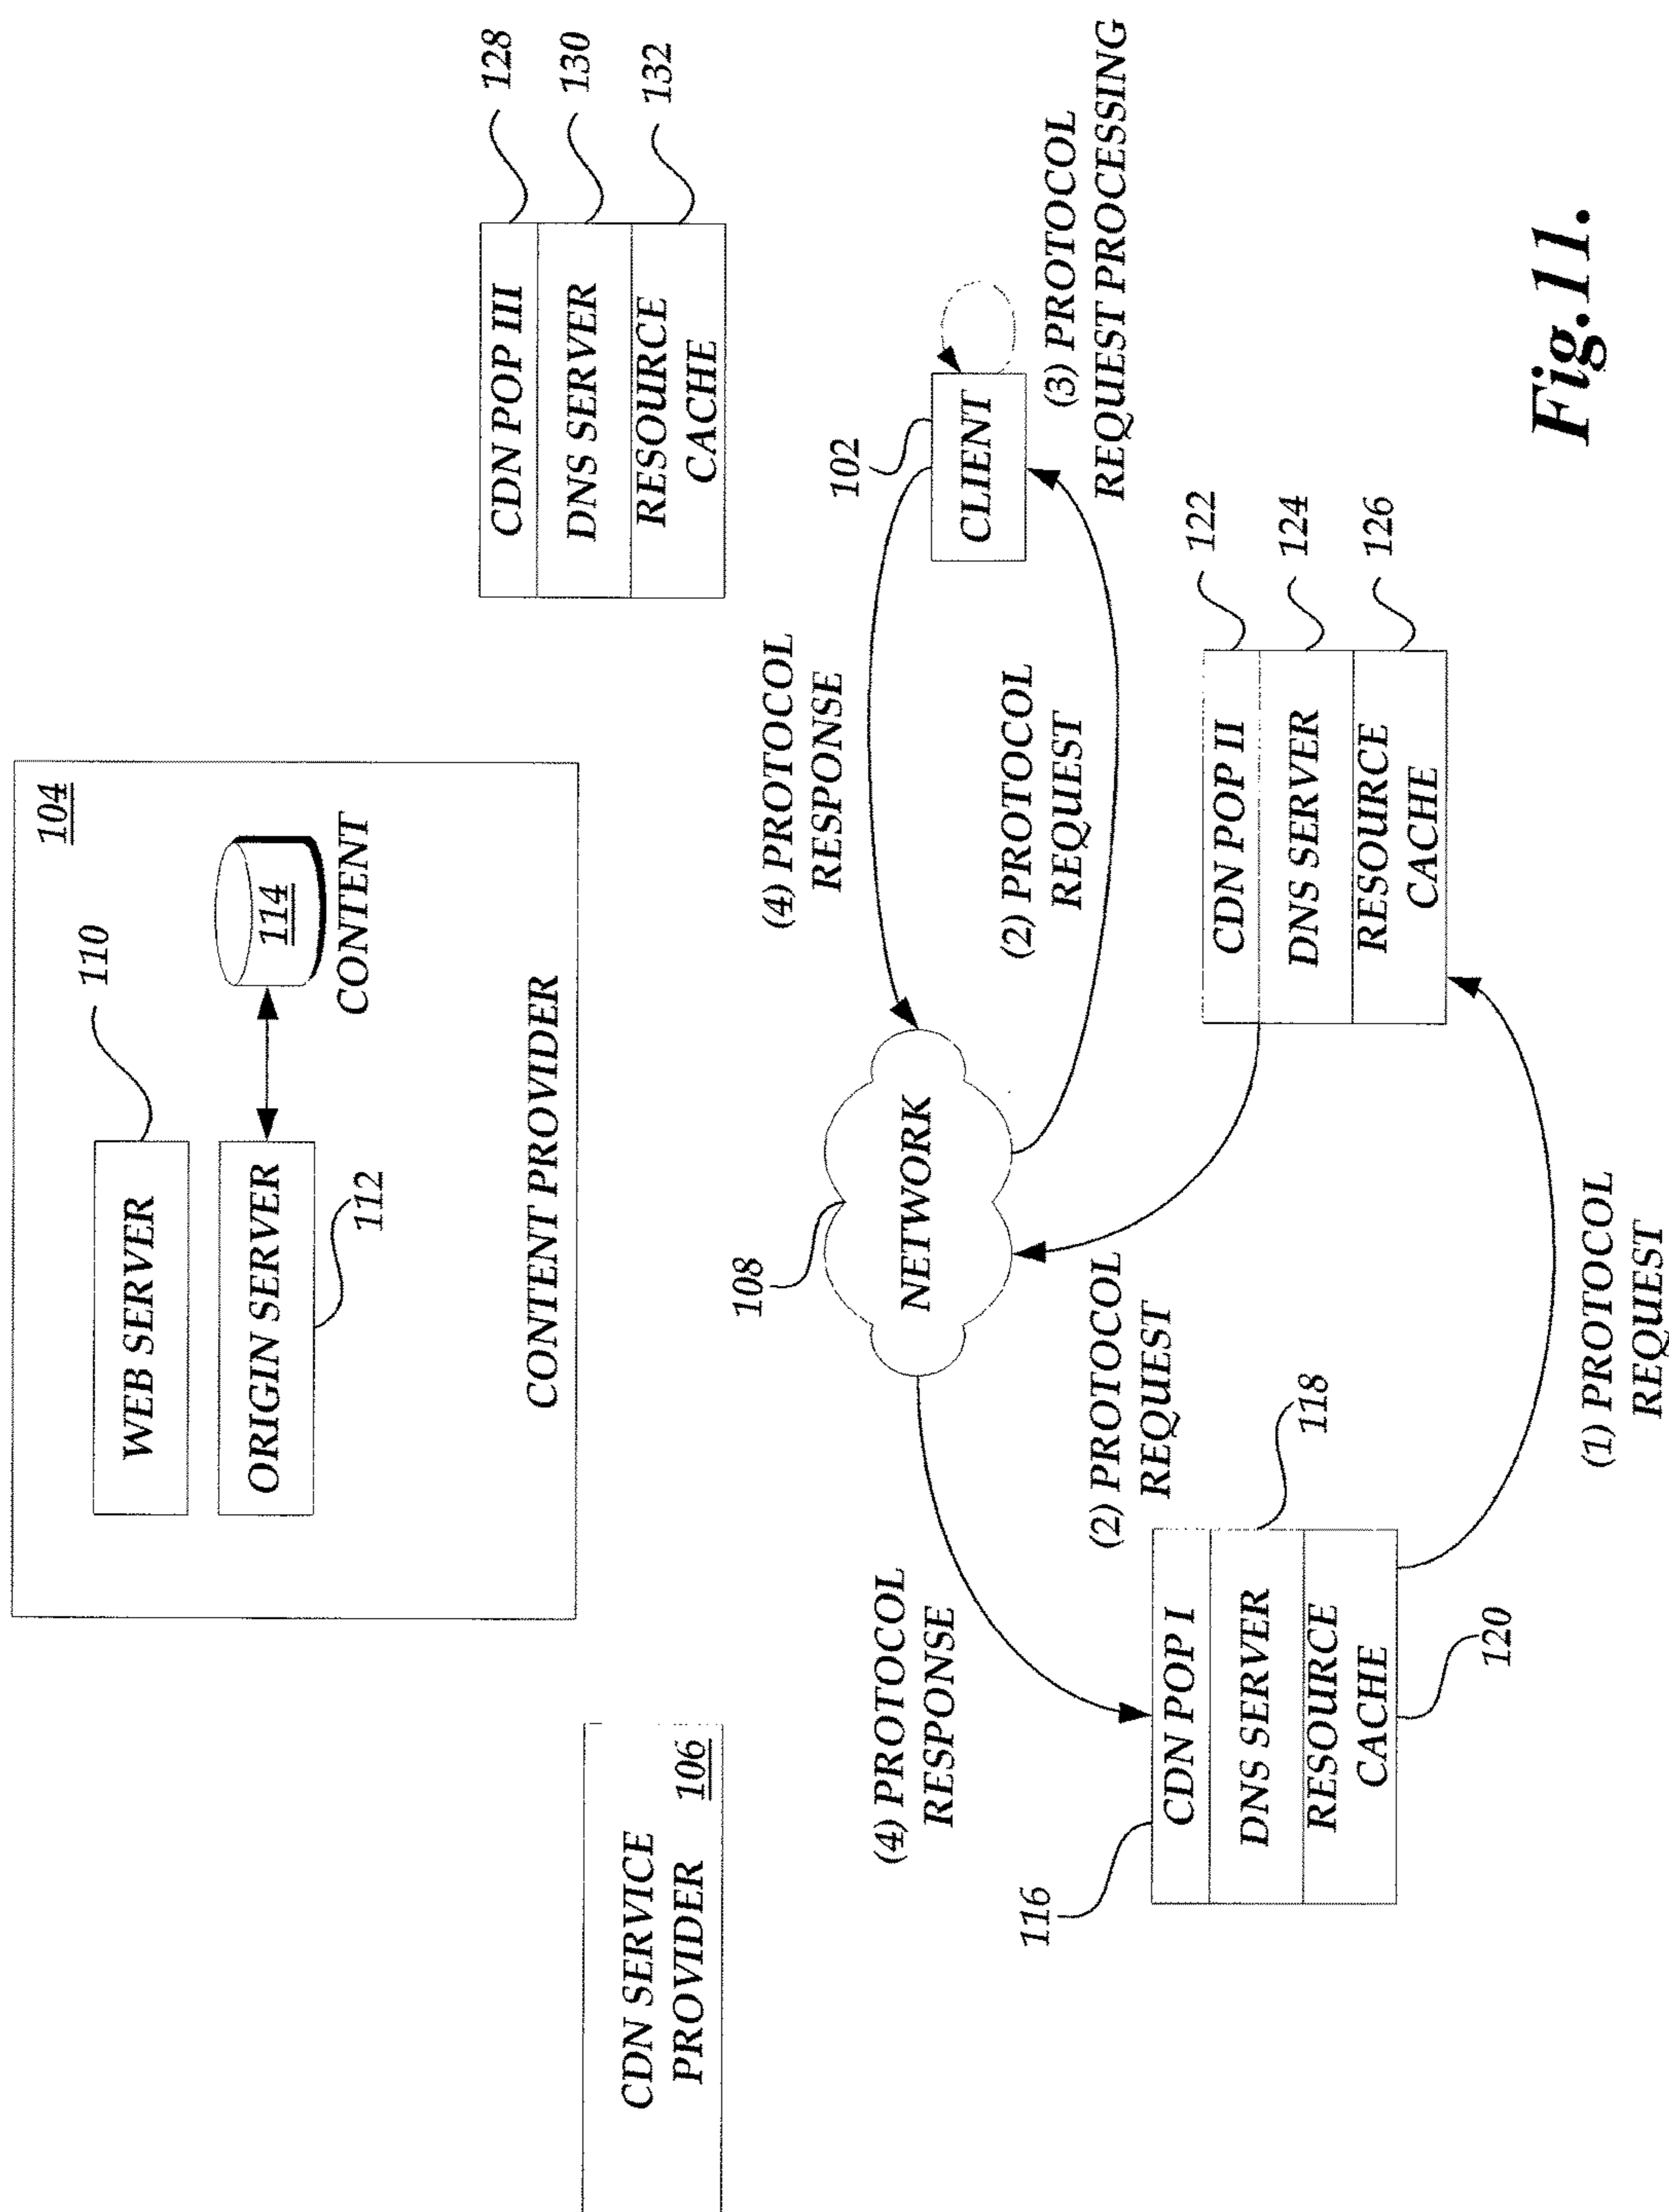 104
WEB SERVER
110
ORIGIN SERVER
112
114
CONTENT
CONTENT PROVIDER
CDN SERVICE
PROVIDER
106
CDN POP III
DNS SERVER
RESOURCE
CACHE
128
130
132
(4) PROTOCOL
RESPONSE
108
NETWORK
102
CLIENT
(3) PROTOCOL
REQUEST PROCESSING
(4) PROTOCOL
RESPONSE
(2) PROTOCOL
REQUEST
(2) PROTOCOL
REQUEST
116
CDN POP I
DNS SERVER
RESOURCE
CACHE
118
120
CDN POP II
DNS SERVER
RESOURCE
CACHE
122
124
126
(1) PROTOCOL
REQUEST
Fig.11.